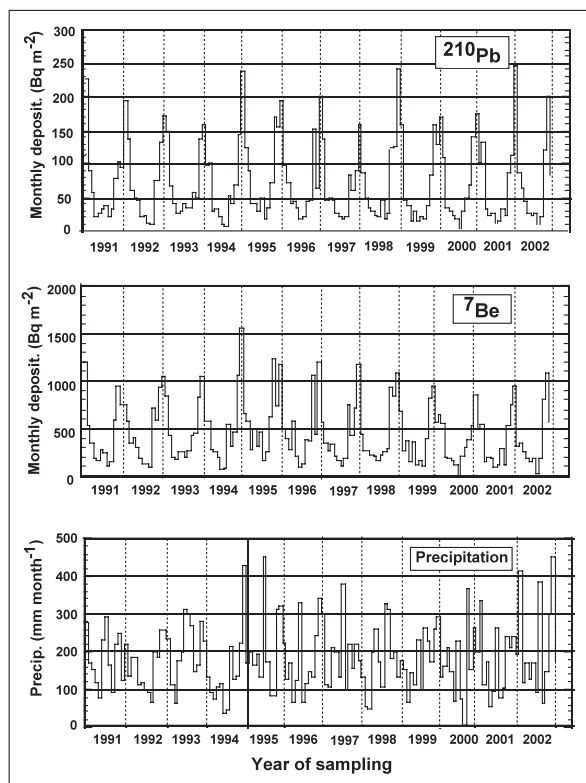 300
250
200
150
100
50
0
Monthly deposit. (Bq m⁻²)
²¹⁰Pb
1991 1992 1993 1994 1995 1996 1997 1998 1999 2000 2001 2002
2000
1500
1000
500
0
Monthly deposit. (Bq m⁻²)
⁷Be
1991 1992 1993 1994 1995 1996 1997 1998 1999 2000 2001 2002
500
400
300
200
100
0
Precip. (mm month⁻¹)
Precipitation
1991 1992 1993 1994 1995 1996 1997 1998 1999 2000 2001 2002
Year of sampling